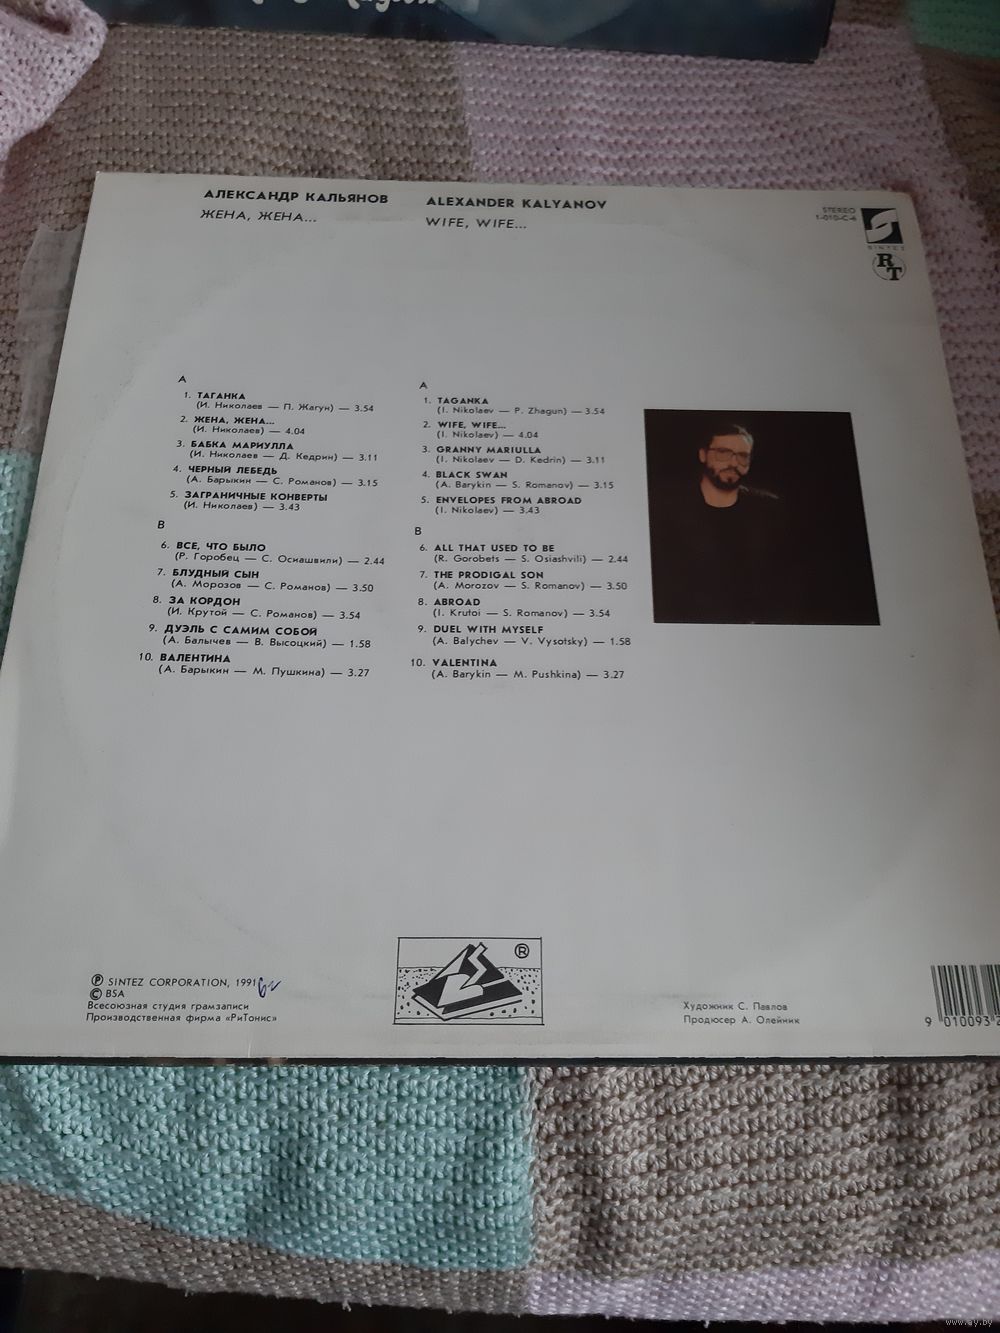 АЛЕКСАНДР КАЛЬЯНОВ
ЖЕНА, ЖЕНА...
ALEXANDER KALYANOV
WIFE, WIFE...
STEREO
1-010-C-4
SINTEZ
RT
A
1. ТАГАНКА
(И. Николаев — П. Жагун) — 3.54
2. ЖЕНА, ЖЕНА...
(И. Николаев) — 4.04
3. БАБКА МАРИУЛЛА
(И. Николаев — Д. Кедрин) — 3.11
4. ЧЕРНЫЙ ЛЕБЕДЬ
(А. Барыкин — С. Романов) — 3.15
5. ЗАГРАНИЧНЫЕ КОНВЕРТЫ
(И. Николаев) — 3.43
В
6. ВСЕ, ЧТО БЫЛО
(Р. Горобец — С. Осиашвили) — 2.44
7. БЛУДНЫЙ СЫН
(А. Морозов — С. Романов) — 3.50
8. ЗА КОРДОН
(И. Крутой — С. Романов) — 3.54
9. ДУЭЛЬ С САМИМ СОБОЙ
(А. Балычев — В. Высоцкий) — 1.58
10. ВАЛЕНТИНА
(А. Барыкин — М. Пушкина) — 3.27
A
1. TAGANKA
(I. Nikolaev — P. Zhagun) — 3.54
2. WIFE, WIFE...
(I. Nikolaev) — 4.04
3. GRANNY MARIULLA
(I. Nikolaev — D. Kedrin) — 3.11
4. BLACK SWAN
(A. Barykin — S. Romanov) — 3.15
5. ENVELOPES FROM ABROAD
(I. Nikolaev) — 3.43
B
6. ALL THAT USED TO BE
(R. Gorobets — S. Osiashvili) — 2.44
7. THE PRODIGAL SON
(A. Morozov — S. Romanov) — 3.50
8. ABROAD
(I. Krutoi — S. Romanov) — 3.54
9. DUEL WITH MYSELF
(A. Balychev — V. Vysotsky) — 1.58
10. VALENTINA
(A. Barykin — M. Pushkina) — 3.27
Ⓟ SINTEZ CORPORATION, 1991
© BSA
Всесоюзная студия грамзаписи
Производственная фирма «РиТонис»
®
Художник С. Павлов
Продюсер А. Олейник
9 010093
www.ay.by